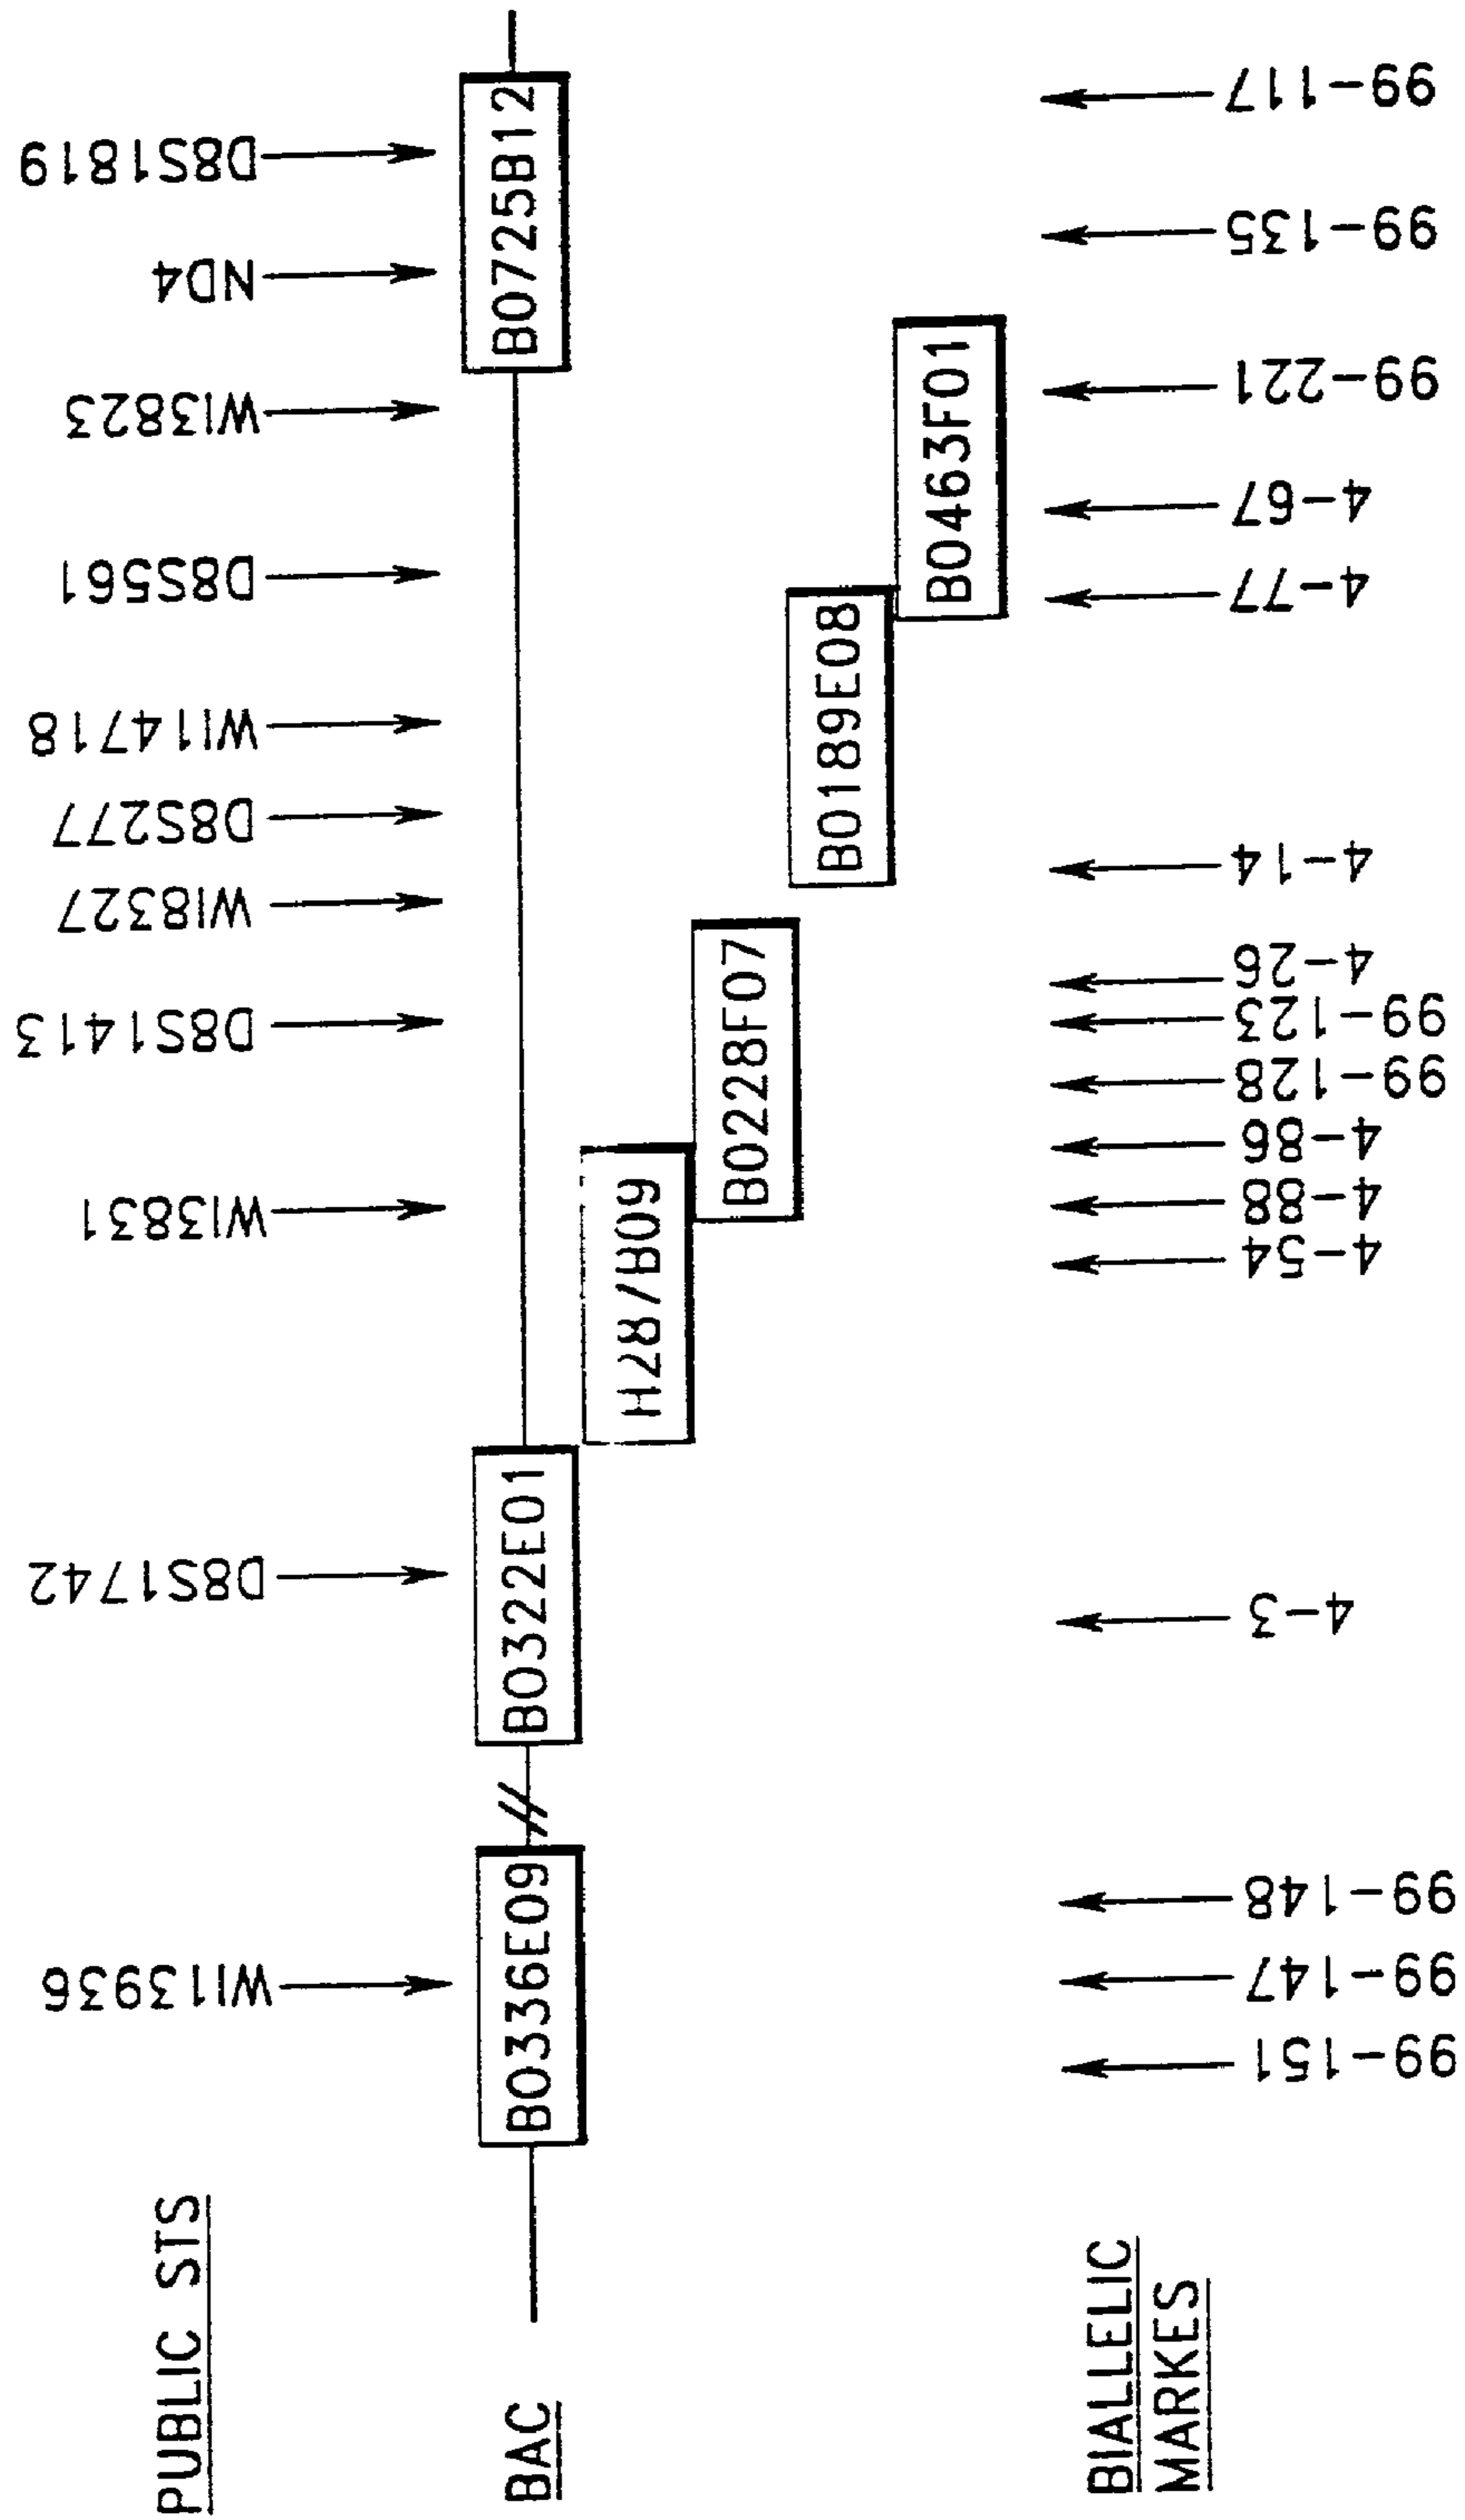 PUBLIC STS
WI13936
D8S1742
WI3831
D8S1413
WI8327
D8S277
WI14718
D8S561
WI3823
ND4
D8S1819
BAC
B0336E09
B0322E01
H287B09
B0228F07
B0189E08
B0463F01
B0725B12
BIALLELIC
MARKES
99-151
99-147
99-148
4-3
4-54
4-88
4-86
99-128
99-123
4-26
4-14
4-77
4-67
99-221
99-135
99-117